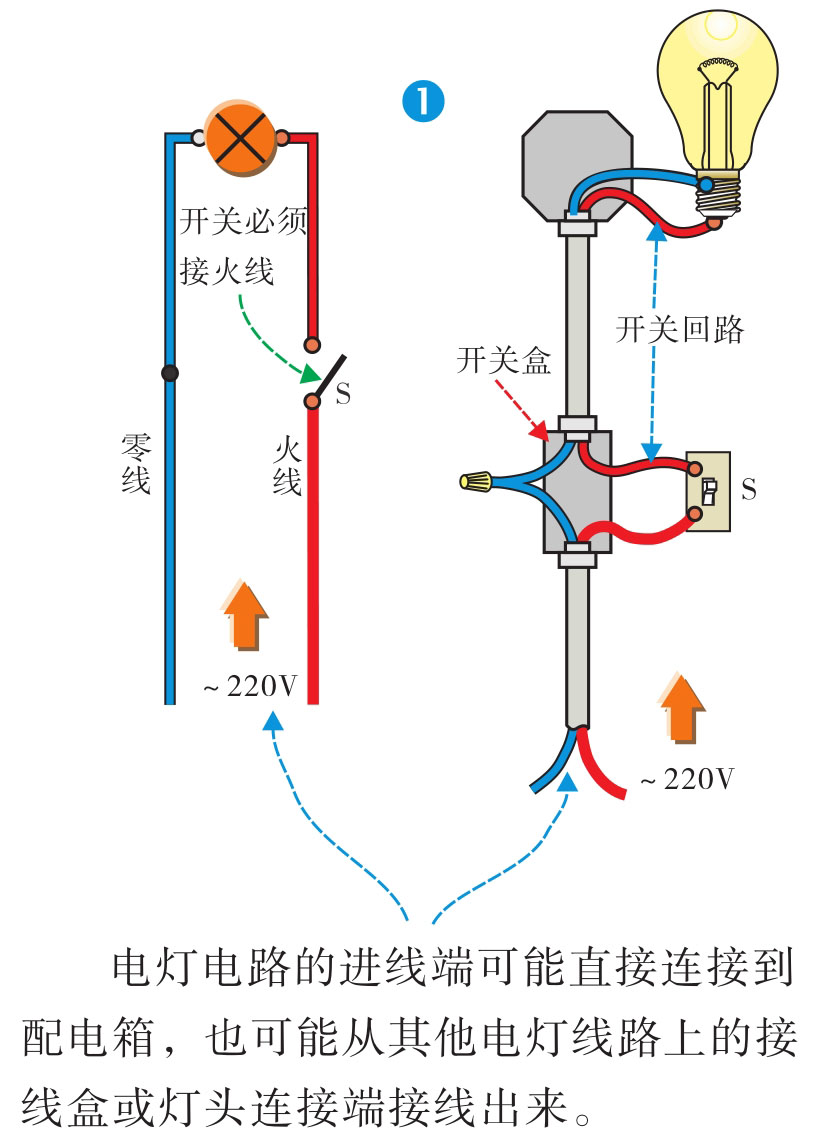 1
开关必须
接火线
开关回路
开关盒
S
零线
火线
S
~220V
~220V
电灯电路的进线端可能直接连接到
配电箱，也可能从其他电灯线路上的接
线盒或灯头连接端接线出来。